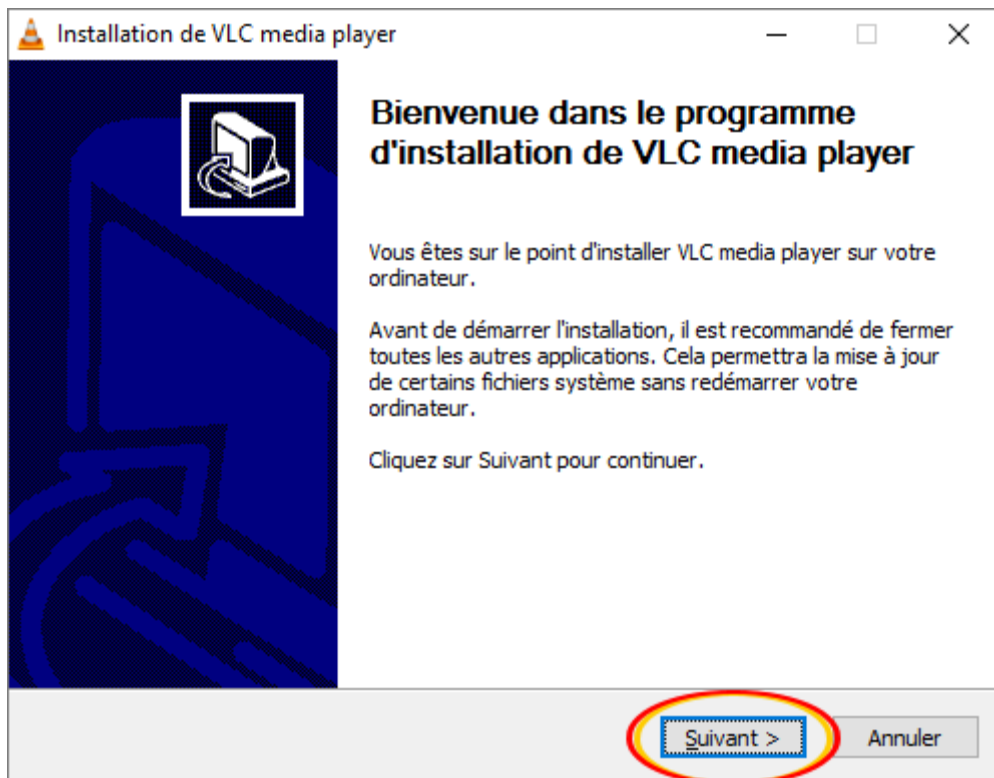 Installation de VLC media player
Bienvenue dans le programme
d'installation de VLC media player
Vous êtes sur le point d'installer VLC media player sur votre
ordinateur.
Avant de démarrer l'installation, il est recommandé de fermer
toutes les autres applications. Cela permettra la mise à jour
de certains fichiers système sans redémarrer votre
ordinateur.
Cliquez sur Suivant pour continuer.
Suivant > Annuler